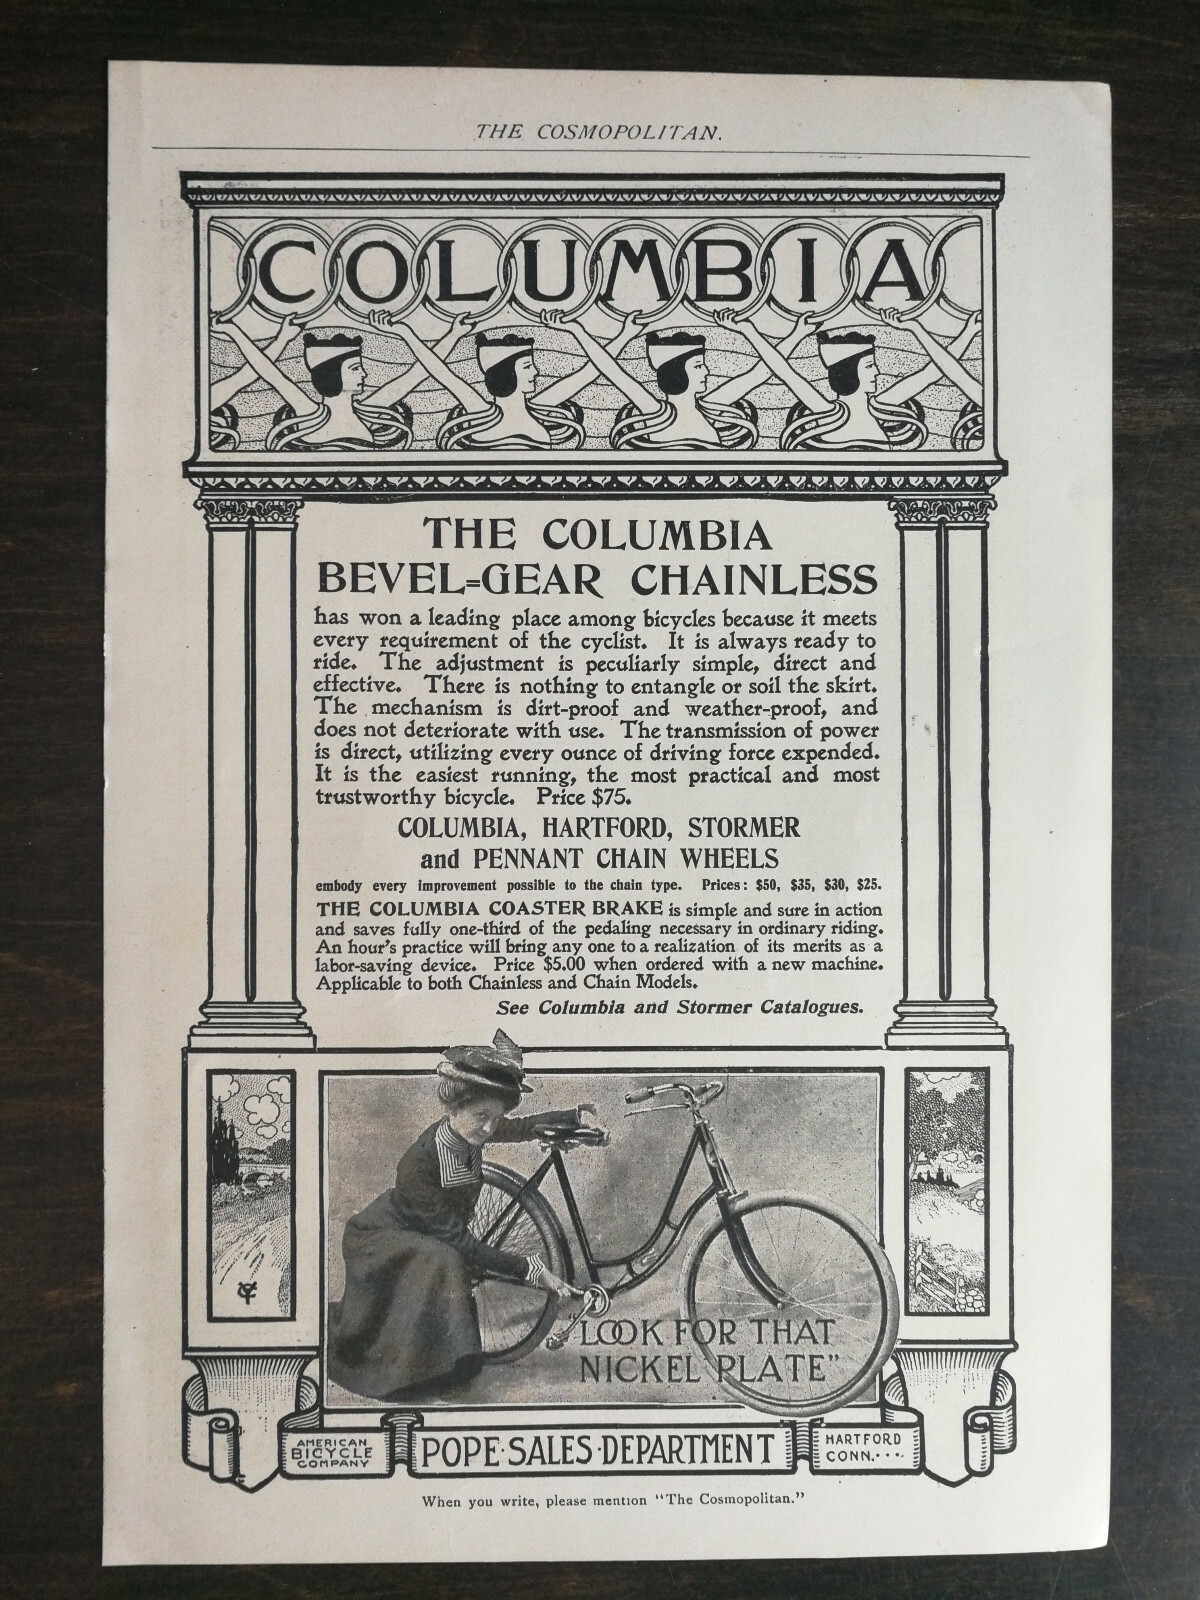 THE COSMOPOLITAN.
COLUMBIA
THE COLUMBIA
BEVEL=GEAR CHAINLESS
has won a leading place among bicycles because it meets
every requirement of the cyclist. It is always ready to
ride. The adjustment is peculiarly simple, direct and
effective. There is nothing to entangle or soil the skirt.
The mechanism is dirt-proof and weather-proof, and
does not deteriorate with use. The transmission of power
is direct, utilizing every ounce of driving force expended.
It is the easiest running, the most practical and most
trustworthy bicycle. Price $75.
COLUMBIA, HARTFORD, STORMER
and PENNANT CHAIN WHEELS
embody every improvement possible to the chain type. Prices: $50, $35, $30, $25.
THE COLUMBIA COASTER BRAKE is simple and sure in action
and saves fully one-third of the pedaling necessary in ordinary riding.
An hour's practice will bring any one to a realization of its merits as a
labor-saving device. Price $5.00 when ordered with a new machine.
Applicable to both Chainless and Chain Models.
See Columbia and Stormer Catalogues.
"LOOK FOR THAT
NICKEL PLATE"
AMERICAN
BICYCLE
COMPANY
POPE·SALES·DEPARTMENT
HARTFORD
CONN....
When you write, please mention "The Cosmopolitan."